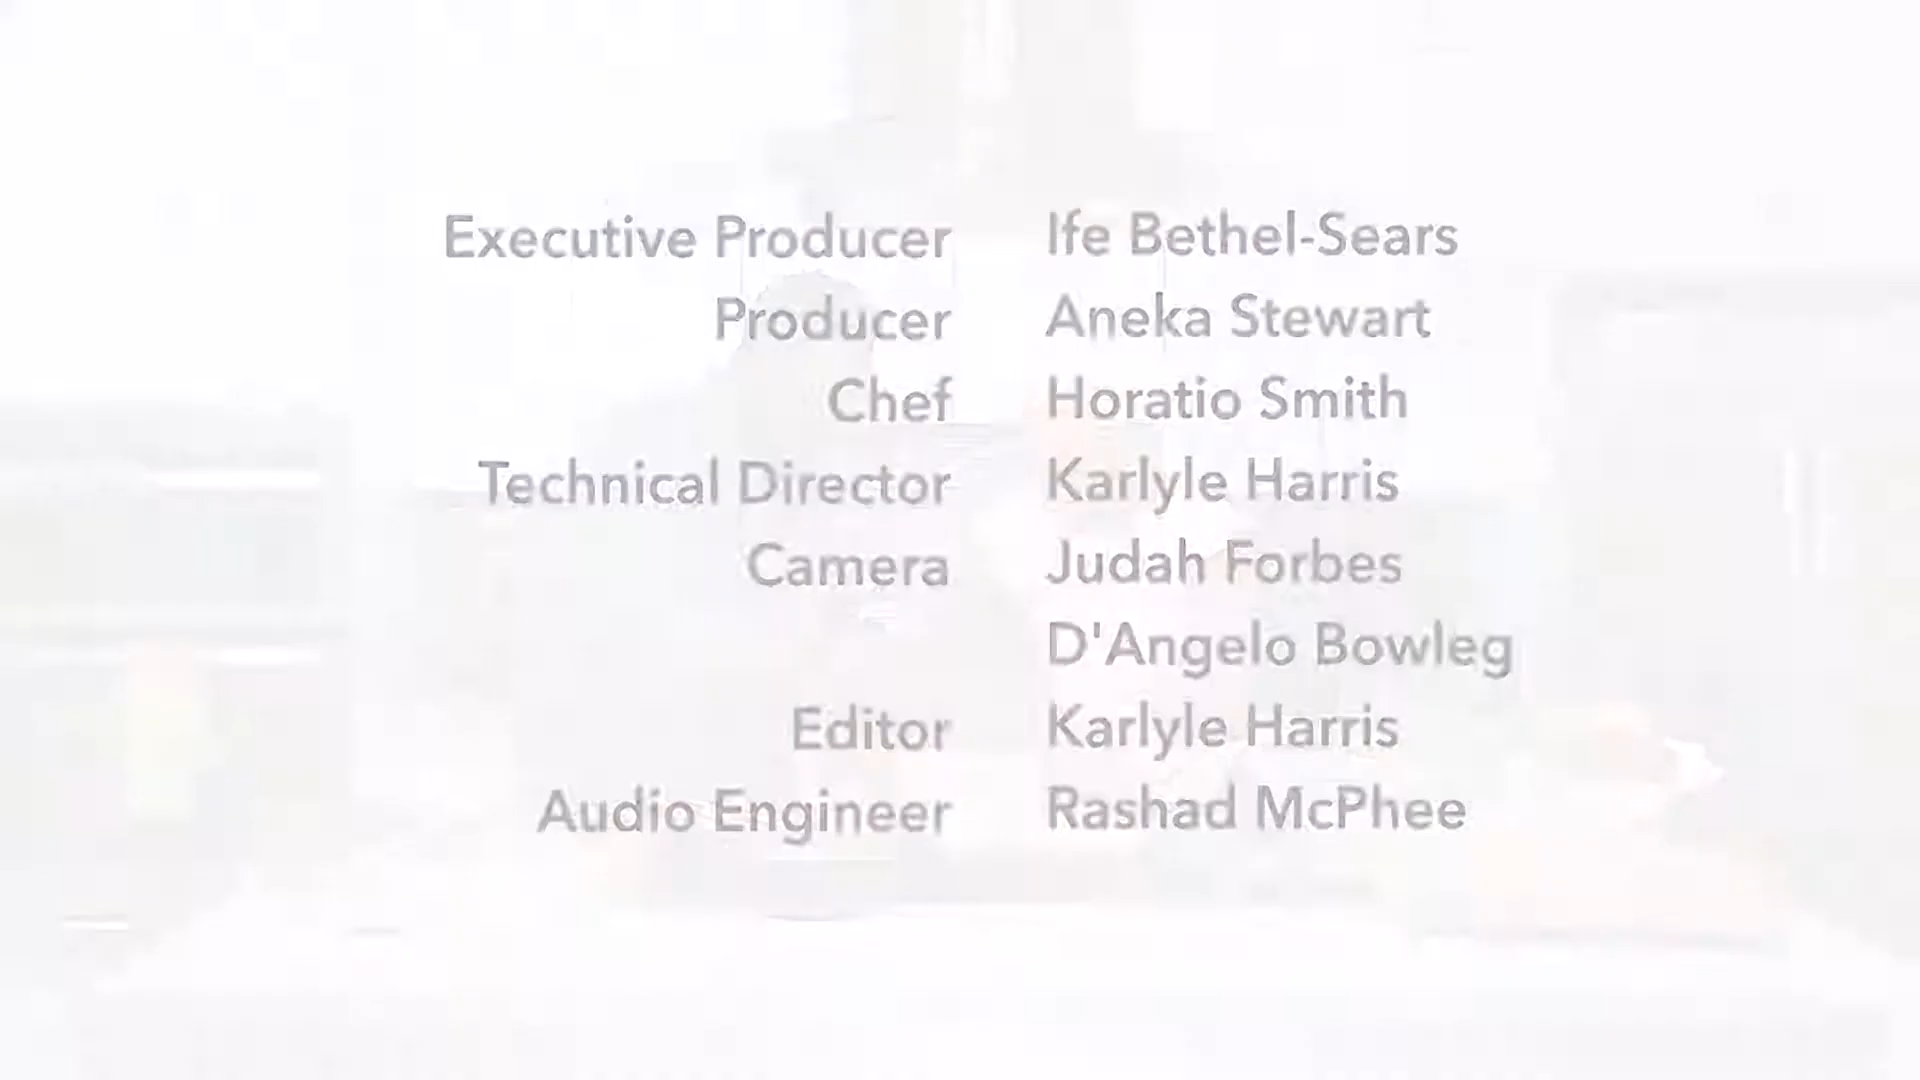 Executive Producer Ife Bethel-Sears
Producer Aneka Stewart
Chef Horatio Smith
Technical Director Karlyle Harris
Camera Judah Forbes
D'Angelo Bowleg
Editor Karlyle Harris
Audio Engineer Rashad McPhee